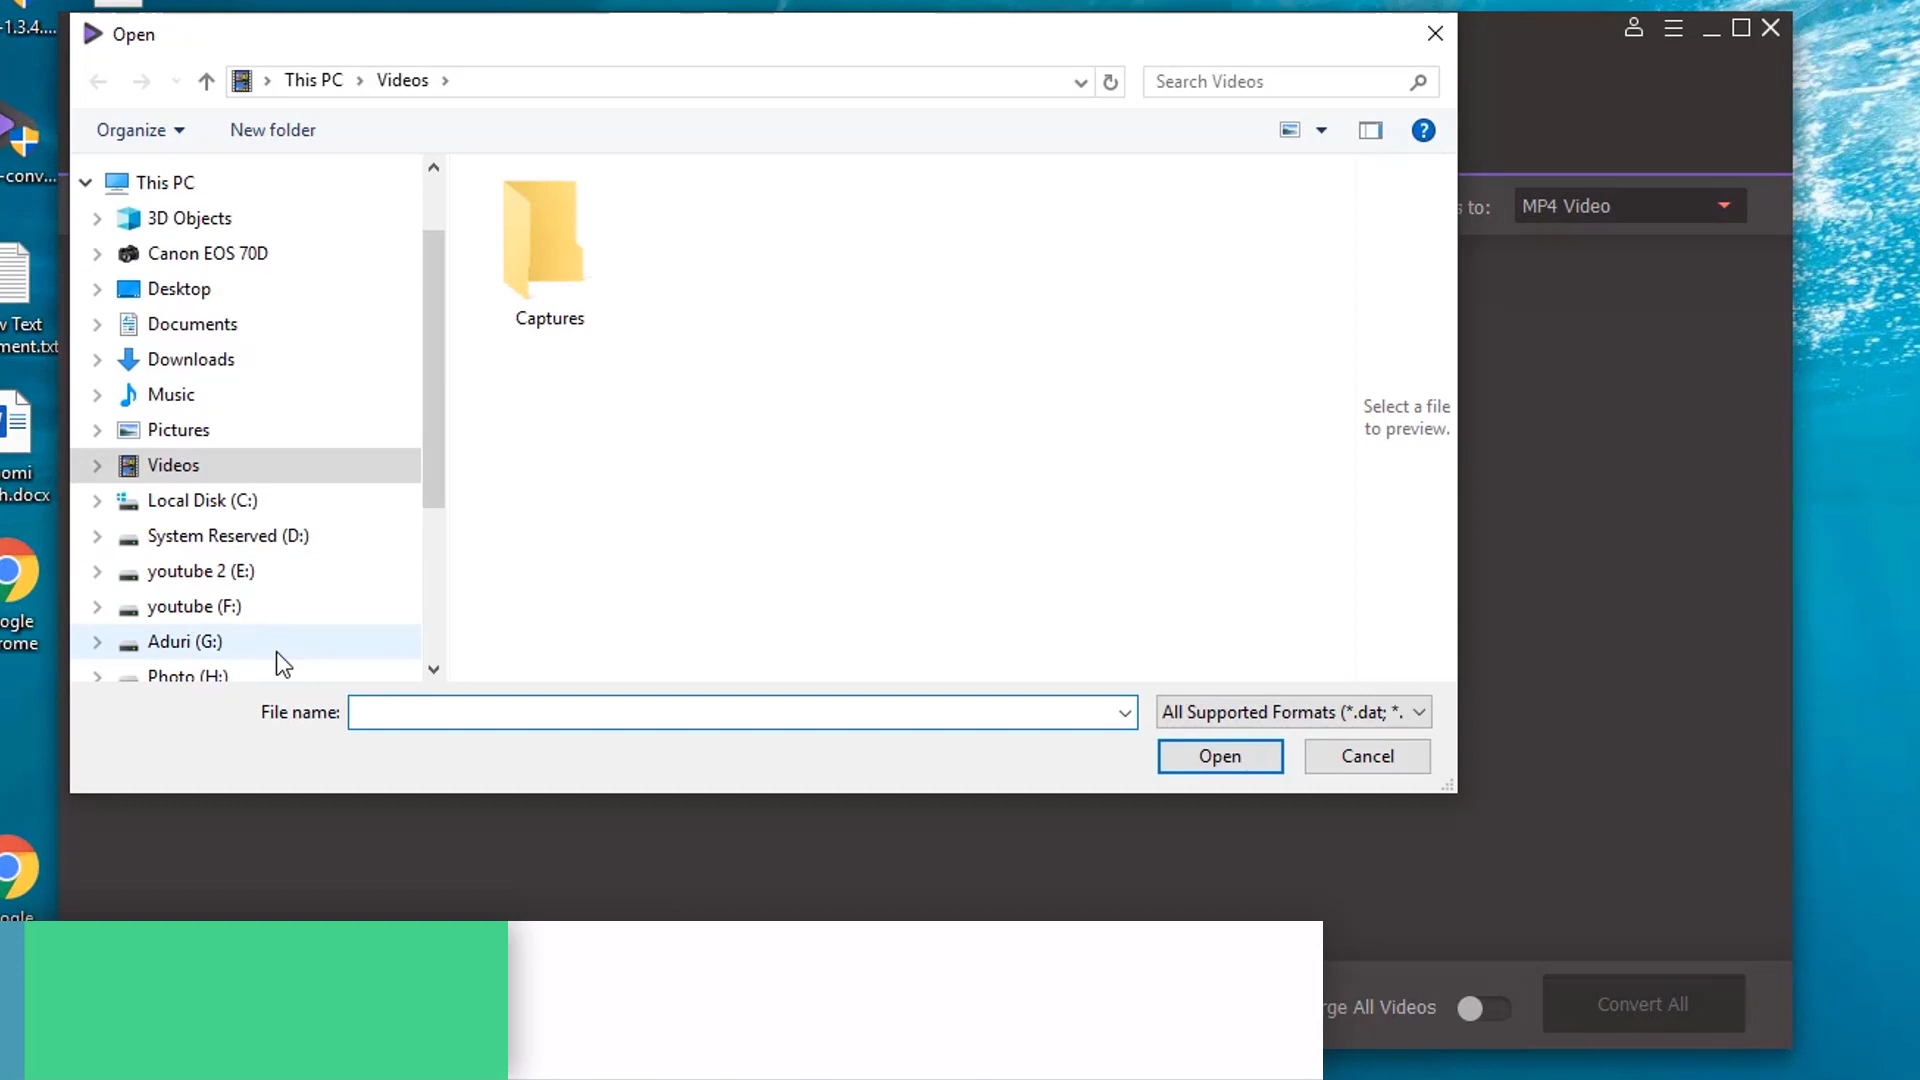 -1.3.4....
Open
This PC
Videos
Search Videos
Organize
New folder
-conv...
This PC
3D Objects
Canon EOS 70D
Desktop
Documents
Downloads
Music
Pictures
Videos
Local Disk (C:)
System Reserved (D:)
youtube 2 (E:)
youtube (F:)
Aduri (G:)
Photo (H:)
Captures
Select a file
to preview.
s to:
MP4 Video
w Text
ment.txt
omi
h.docx
ogle
rome
ogle
File name:
All Supported Formats (*.dat; *.
Open
Cancel
rge All Videos
Convert All